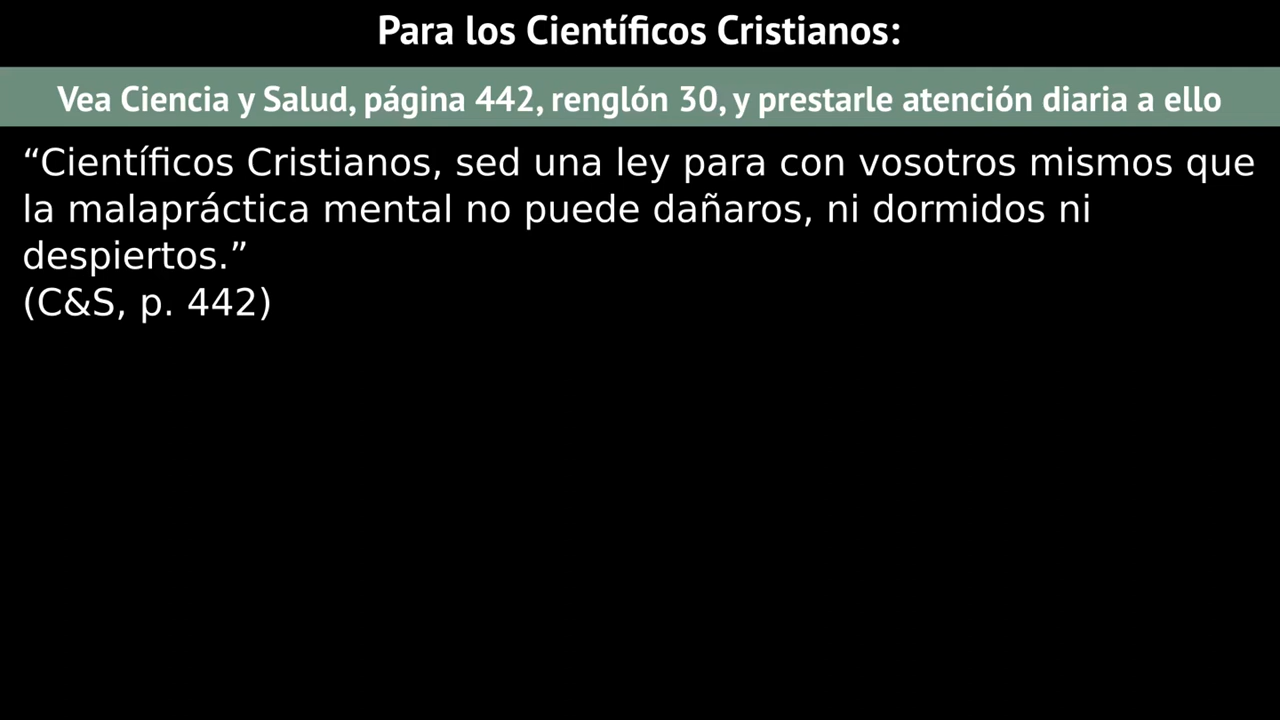 Para los Científicos Cristianos:
Vea Ciencia y Salud, página 442, renglón 30, y prestarle atención diaria a ello
“Científicos Cristianos, sed una ley para con vosotros mismos que
la malapráctica mental no puede dañaros, ni dormidos ni
despiertos.”
(C&S, p. 442)